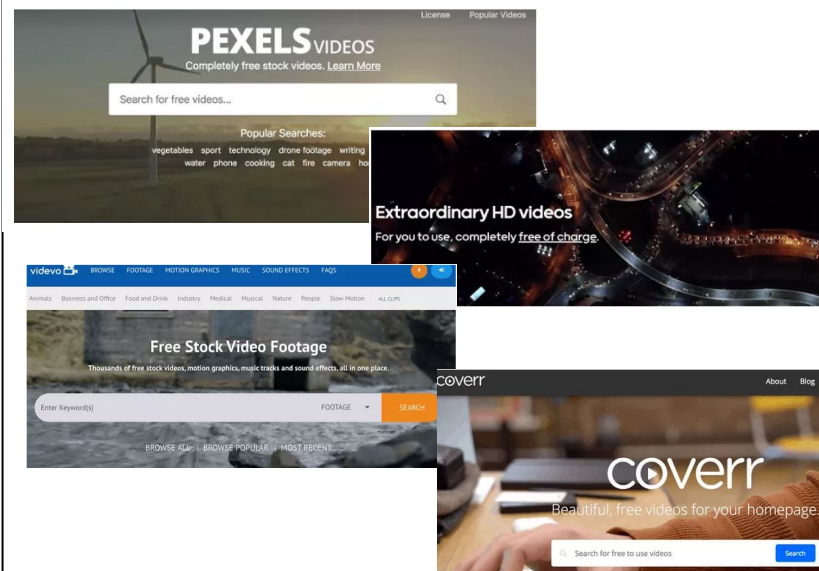 License Popular Videos
PEXELS VIDEOS
Completely free stock videos. Learn More
Search for free videos...
Popular Searches:
vegetables sport technology drone footage writing
water phone cooking cat fire camera
Extraordinary HD videos
For you to use, completely free of charge.
videvo BROWSE FOOTAGE MOTION GRAPHICS MUSIC SOUND EFFECTS FAQS
Animals Business and Office Food and Drink Industry Medical Musical Nature People Slow Motion ALL CLIPS
Free Stock Video Footage
Thousands of free stock videos, motion graphics, music tracks and sound effects, all in one place.
Enter Keyword(s) FOOTAGE SEARCH
BROWSE ALL | BROWSE POPULAR | MOST RECENT
coverr About Blog
coverr
Beautiful, free videos for your homepage.
Search for free to use videos Search